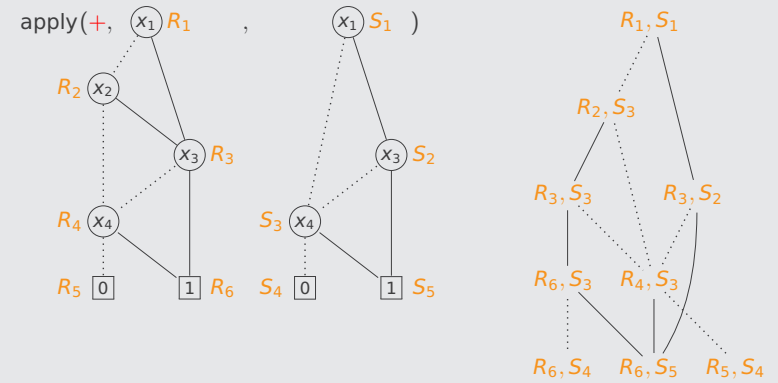 apply(+, x₁ R₁ , x₁ S₁ ) R₁, S₁
R₂ x₂ R₂, S₃
x₃ R₃ x₃ S₂
R₃, S₃ R₃, S₂
R₄ x₄ S₃ x₄
R₆, S₃ R₄, S₃
R₅ 0 1 R₆ S₄ 0 1 S₅
R₆, S₄ R₆, S₅ R₅, S₄